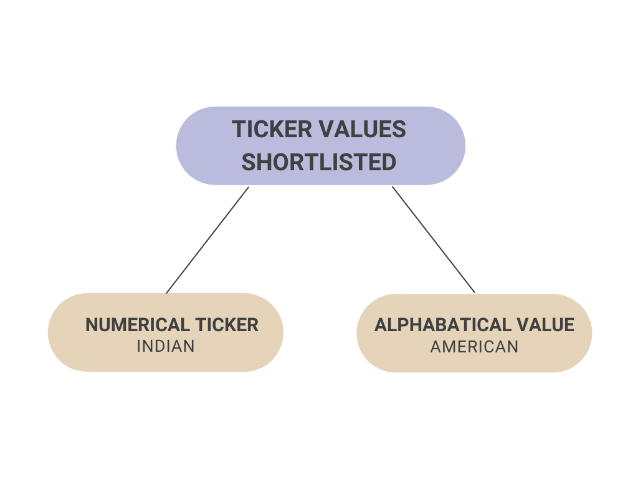 TICKER VALUES
SHORTLISTED
NUMERICAL TICKER
INDIAN
ALPHABATICAL VALUE
AMERICAN